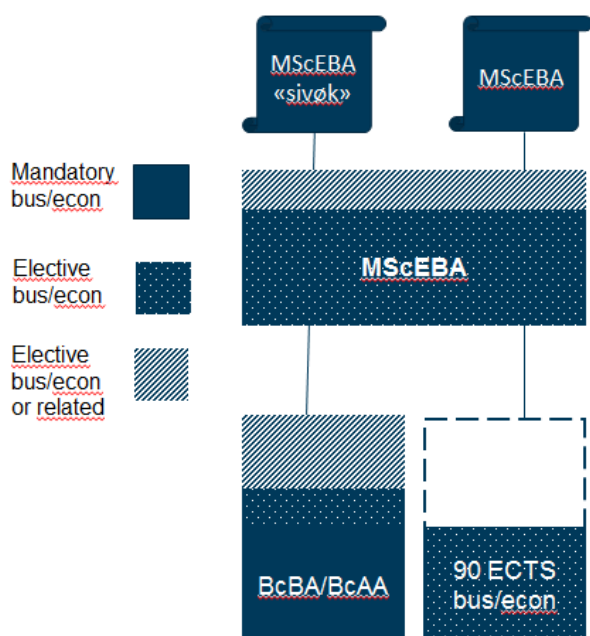 MScEBA
«sivøk»
MScEBA
Mandatory
bus/econ
MScEBA
Elective
bus/econ
Elective
bus/econ
or related
BcBA/BcAA
90 ECTS
bus/econ